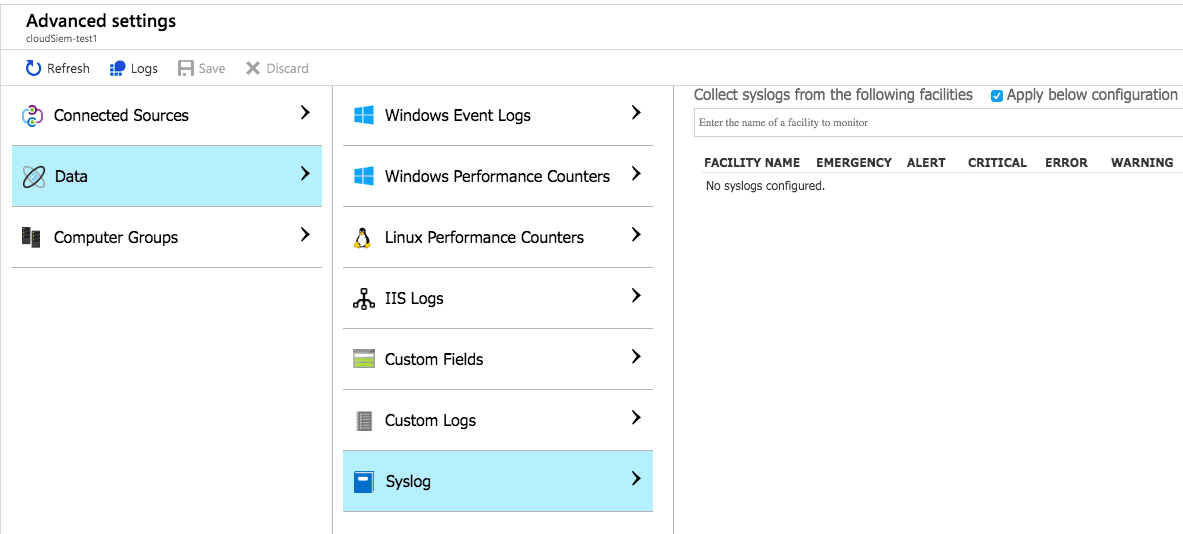 Advanced settings
cloudSiem-test1
Refresh Logs Save Discard
Connected Sources
Data
Computer Groups
Windows Event Logs
Windows Performance Counters
Linux Performance Counters
IIS Logs
Custom Fields
Custom Logs
Syslog
Collect syslogs from the following facilities Apply below configuration
Enter the name of a facility to monitor
FACILITY NAME EMERGENCY ALERT CRITICAL ERROR WARNING
No syslogs configured.